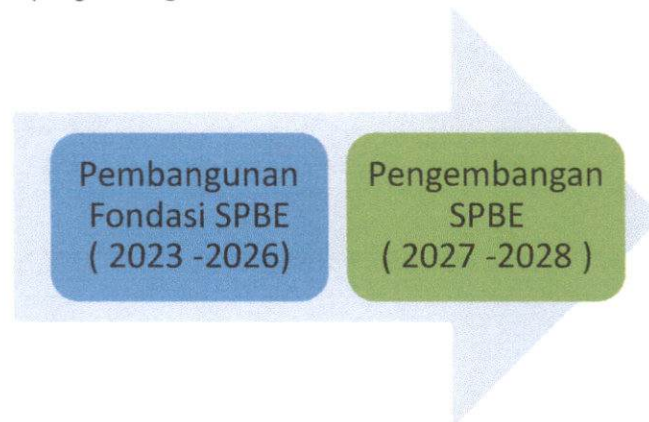 Pembangunan
Fondasi SPBE
( 2023 -2026)
Pengembangan
SPBE
( 2027 -2028 )